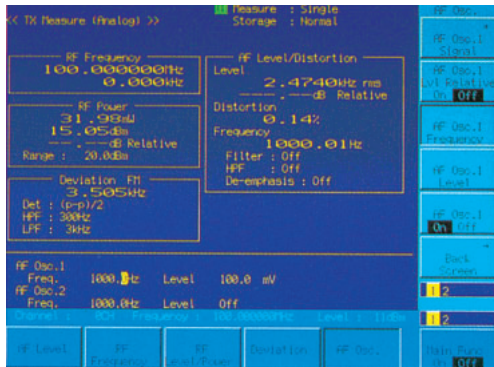 << TX Measure (Analog) >>
Measure : Single
Storage : Normal
RF Frequency
100.000000MHz
0.000kHz
RF Power
31.98mW
15.05dBm
---.---dB Relative
Range : 20.0dBm
Deviation FM
3.505kHz
Det : (p-p)/2
HPF : 300Hz
LPF : 3kHz
AF Level/Distortion
Level
2.4740kHz rms
---.---dB Relative
Distortion
0.14%
Frequency
1000.01Hz
Filter : Off
HPF : Off
De-emphasis : Off
AF Osc.1
Freq. 1000.0Hz Level 100.0 mV
AF Osc.2
Freq. 1000.0Hz Level Off
Channel : 0CH Frequency : 100.000000MHz Level :
AF Level
RF Frequency
RF Level/Power
Deviation
AF Osc.
AF Osc.
AF Osc.1
Signal
AF Osc.1
Lvl Relative
On Off
AF Osc.1
Frequency
AF Osc.1
Level
AF Osc.1
On Off
Back
Screen
1 2
1 2
Main Func
On Off